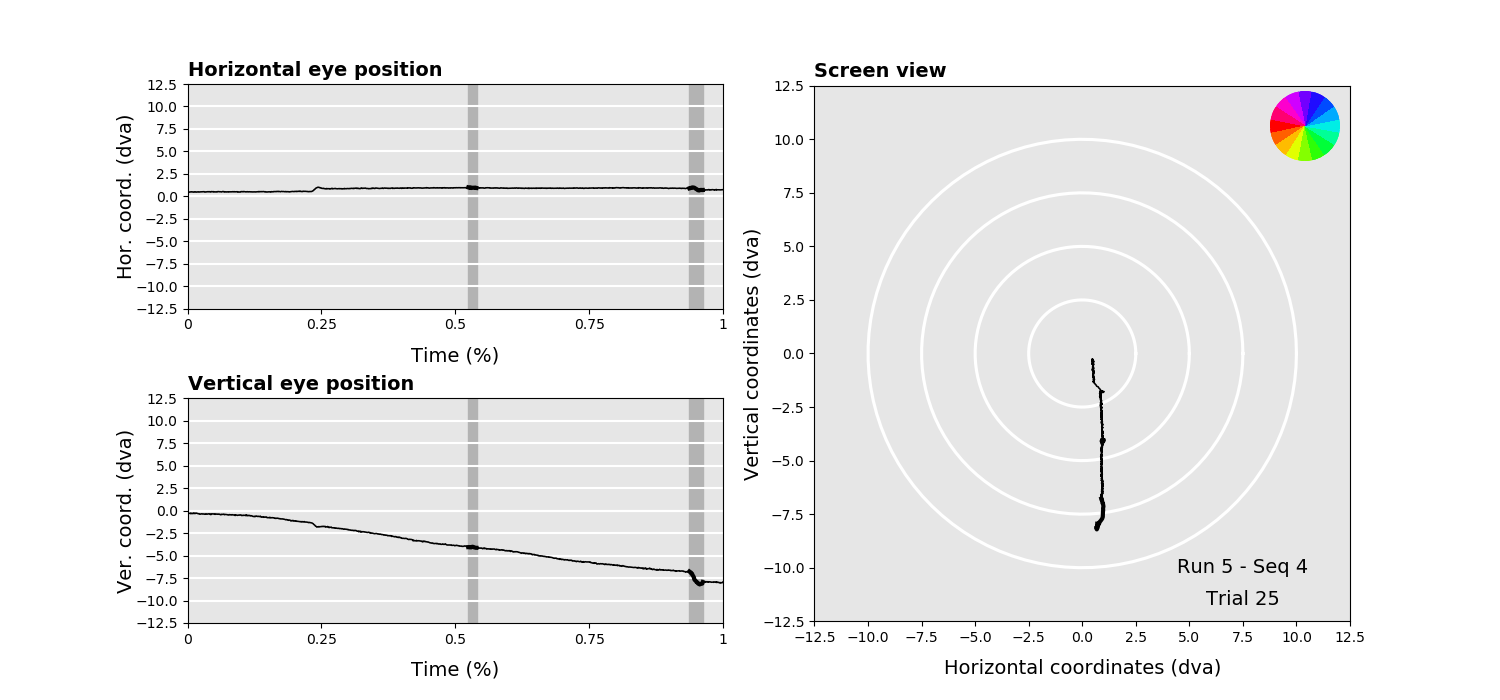 Horizontal eye position
12.5
10.0
7.5
5.0
2.5
0.0
−2.5
−5.0
−7.5
−10.0
−12.5
Hor. coord. (dva)
0 0.25 0.5 0.75 1
Time (%)
Vertical eye position
12.5
10.0
7.5
5.0
2.5
0.0
−2.5
−5.0
−7.5
−10.0
−12.5
Ver. coord. (dva)
0 0.25 0.5 0.75 1
Time (%)
Screen view
12.5
10.0
7.5
5.0
2.5
0.0
−2.5
−5.0
−7.5
−10.0
−12.5
Vertical coordinates (dva)
Run 5 - Seq 4
Trial 25
−12.5 −10.0 −7.5 −5.0 −2.5 0.0 2.5 5.0 7.5 10.0 12.5
Horizontal coordinates (dva)